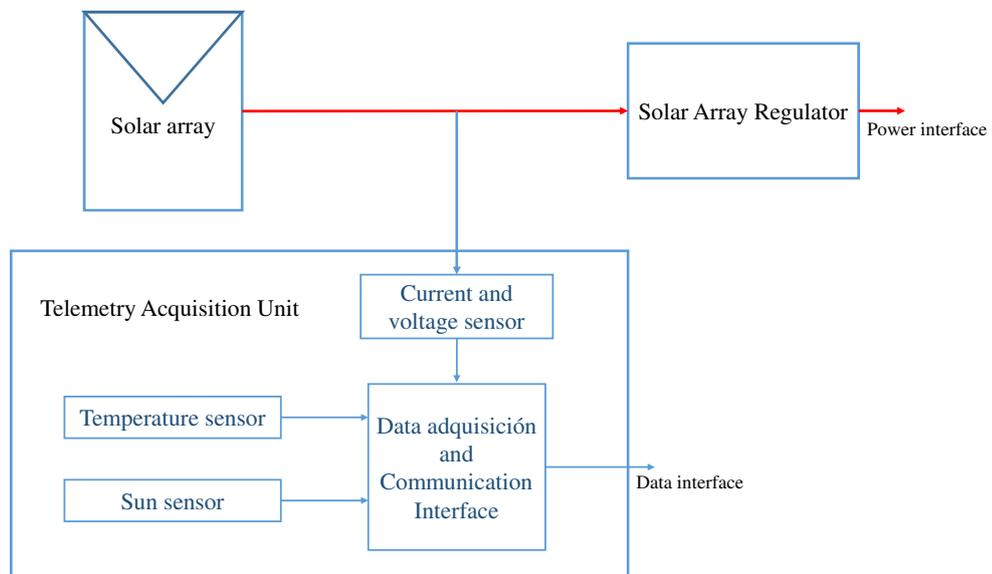 Solar array
Solar Array Regulator
Power interface
Telemetry Acquisition Unit
Current and
voltage sensor
Temperature sensor
Sun sensor
Data adquisición
and
Communication
Interface
Data interface